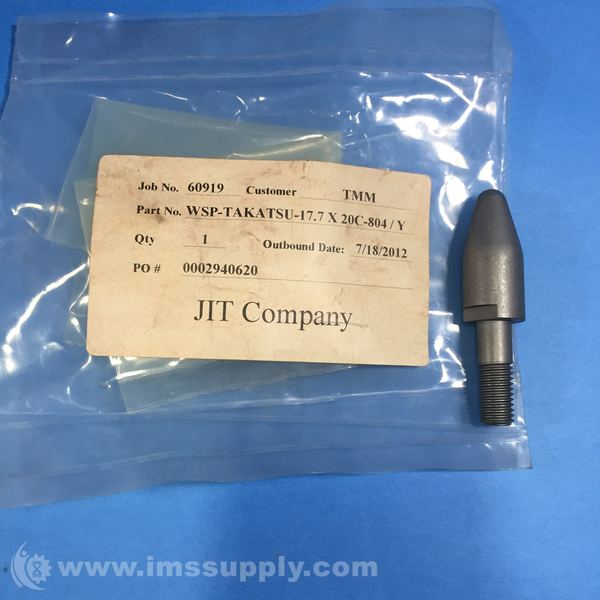 Job No. 60919 Customer TMM
Part No. WSP-TAKATSU-17.7 X 20C-804 / Y
Qty 1 Outbound Date: 7/18/2012
PO # 0002940620
JIT Company
www.imssupply.com